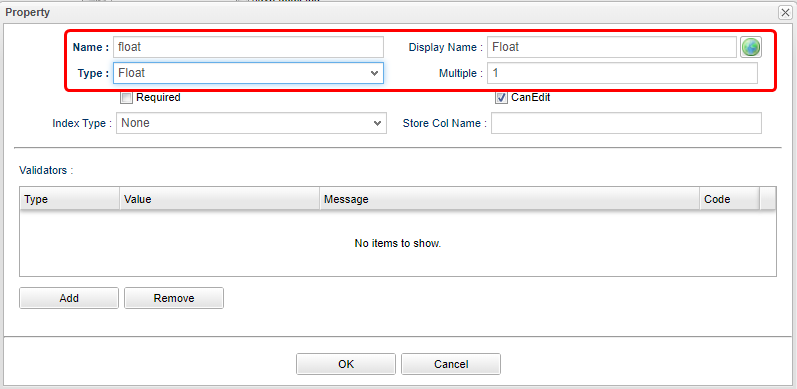 Property
Name : float Display Name : Float
Type : Float Multiple : 1
Required CanEdit
Index Type : None Store Col Name :
Validators :
Type Value Message Code
No items to show.
Add Remove
OK Cancel